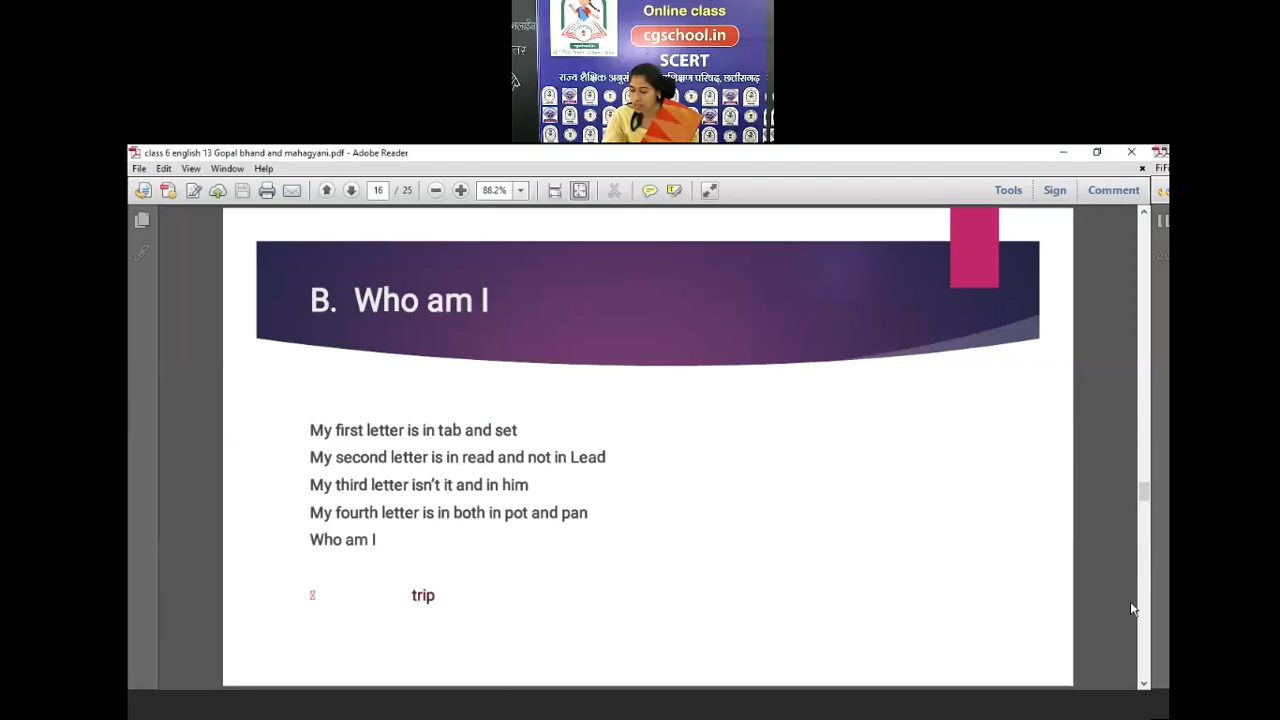 Online class
cgschool.in
SCERT
class 6 english 13 Gopal bhand and mahagyani.pdf - Adobe Reader
File Edit View Window Help
16 / 25 88.2% Tools Sign Comment
B. Who am I
My first letter is in tab and set
My second letter is in read and not in Lead
My third letter isn't it and in him
My fourth letter is in both in pot and pan
Who am I
trip